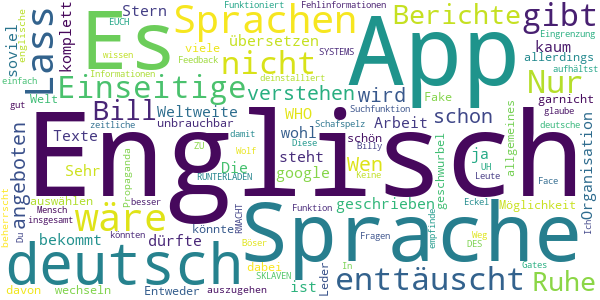 Funktioniert Fehlinformationen
EUCH Stern
Es
App
Lass
Sprachen
Berichte
gibt
soviel
englische
einfach
komplett
wissen
viele
Feedback
übersetzen
SYSTEMS
deinstalliert
kaum
allerdings
Eingrenzung
aufhältst
Informationen
nicht
Nur
Einseitige
verstehen
wird
Fake
garnicht
glaube
Welt
gut
Bill
Weltweite
WHO
Suchfunktion
schon
deutsche
zeitliche
unbrauchbar
Arbeit
Schafspelz
Billy
Englisch
angeboten
Texte
damit
wohl
schön
Diese
ja
allgemeines
Organisation
Du
Sehr
Die
ZU
Wolf
steht
Wen
Keine
UH
Leute
RUNTERLADEN
google
geschwurbel
Face
Ich
auswählen
Propaganda
wäre
besser
geschrieben
Eckel
Möglichkeit
Sprache
beherrscht
Mensch
insgesamt
bekommt
könnten
dürfte
könnte
Funktion
RMACHT
deutsch
enttäuscht
Ruhe
empfinde
Weg
DES
Böser
Fragen
dabei
ist
Leder
In
Gates
davon
wechseln
Entweder
SKLAVEN
auszugehen